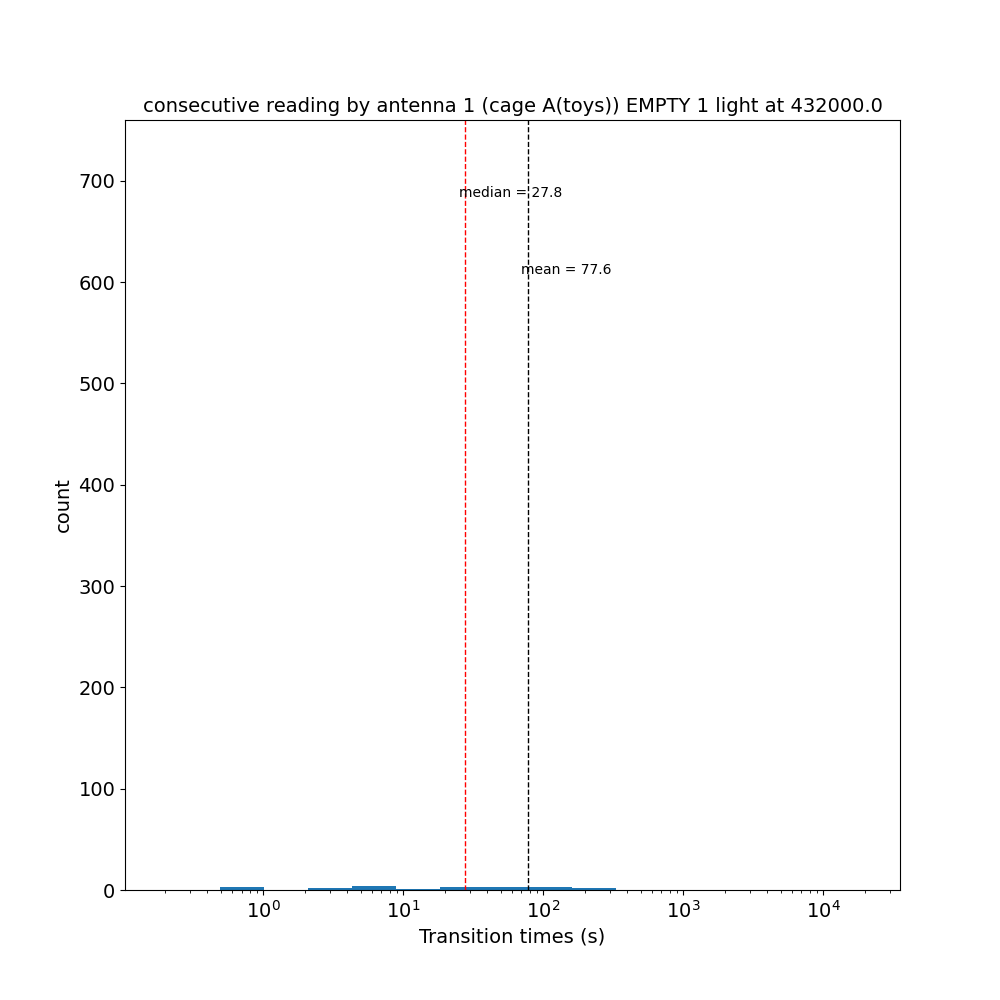 consecutive reading by antenna 1 (cage A(toys)) EMPTY 1 light at 432000.0
700
median = 27.8
mean = 77.6
600
500
400
300
200
100
0
count
10⁰ 10¹ 10² 10³ 10⁴
Transition times (s)